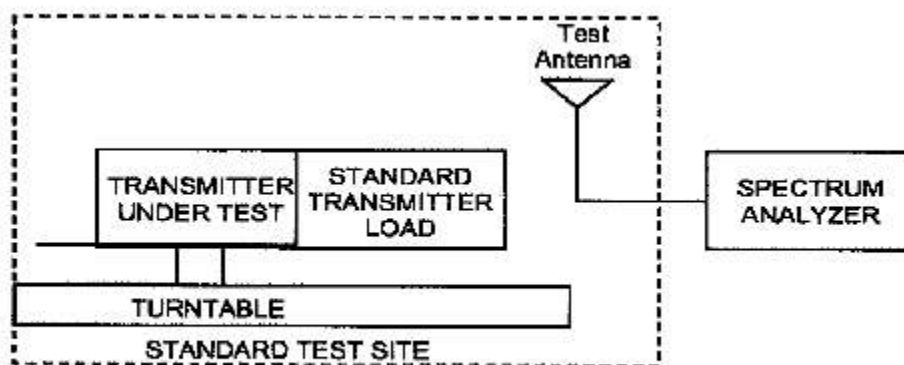 Test
Antenna
TRANSMITTER
UNDER TEST
STANDARD
TRANSMITTER
LOAD
SPECTRUM
ANALYZER
TURNTABLE
STANDARD TEST SITE